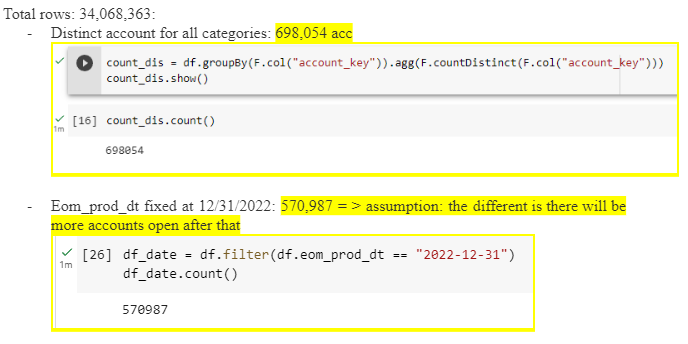 Total rows: 34,068,363:
- Distinct account for all categories: 698,054 acc
count_dis = df.groupBy(F.col("account_key")).agg(F.countDistinct(F.col("account_key")))
count_dis.show()
[16] count_dis.count()
1m
698054
- Eom_prod_dt fixed at 12/31/2022: 570,987 = > assumption: the different is there will be
more accounts open after that
[26] df_date = df.filter(df.eom_prod_dt == "2022-12-31")
1m df_date.count()
570987